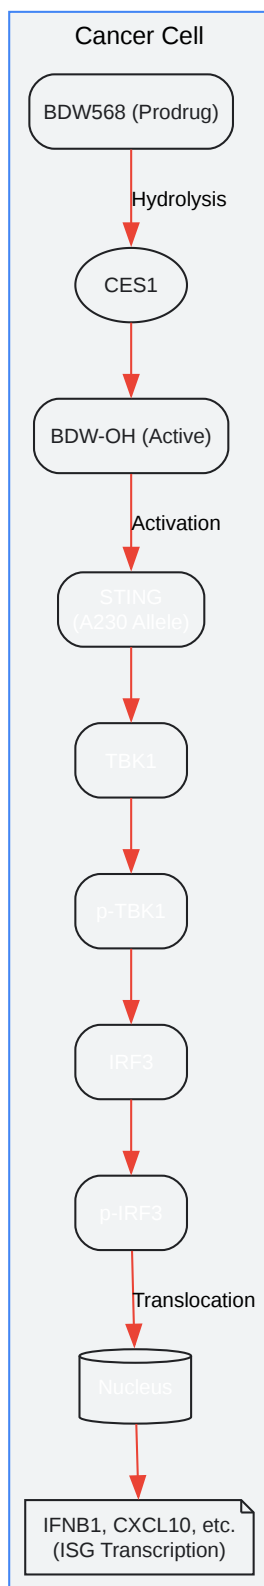 Cancer Cell
BDW568 (Prodrug)
Hydrolysis
CES1
BDW-OH (Active)
Activation
STING
(A230 Allele)
TBK1
p-TBK1
IRF3
p-IRF3
Translocation
Nucleus
IFNB1, CXCL10, etc.
(ISG Transcription)